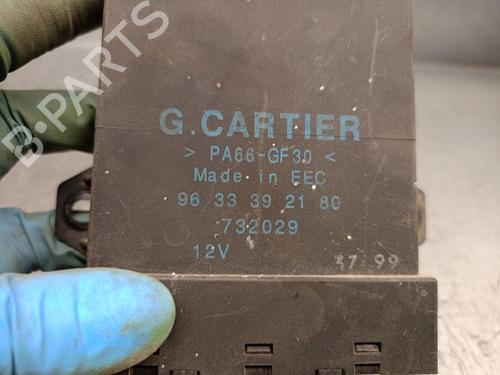 B-PARTS
G.CARTIER
> PA66-GF30 <
Made in EEC
96 33 39 21 80
732029
12V 37 99